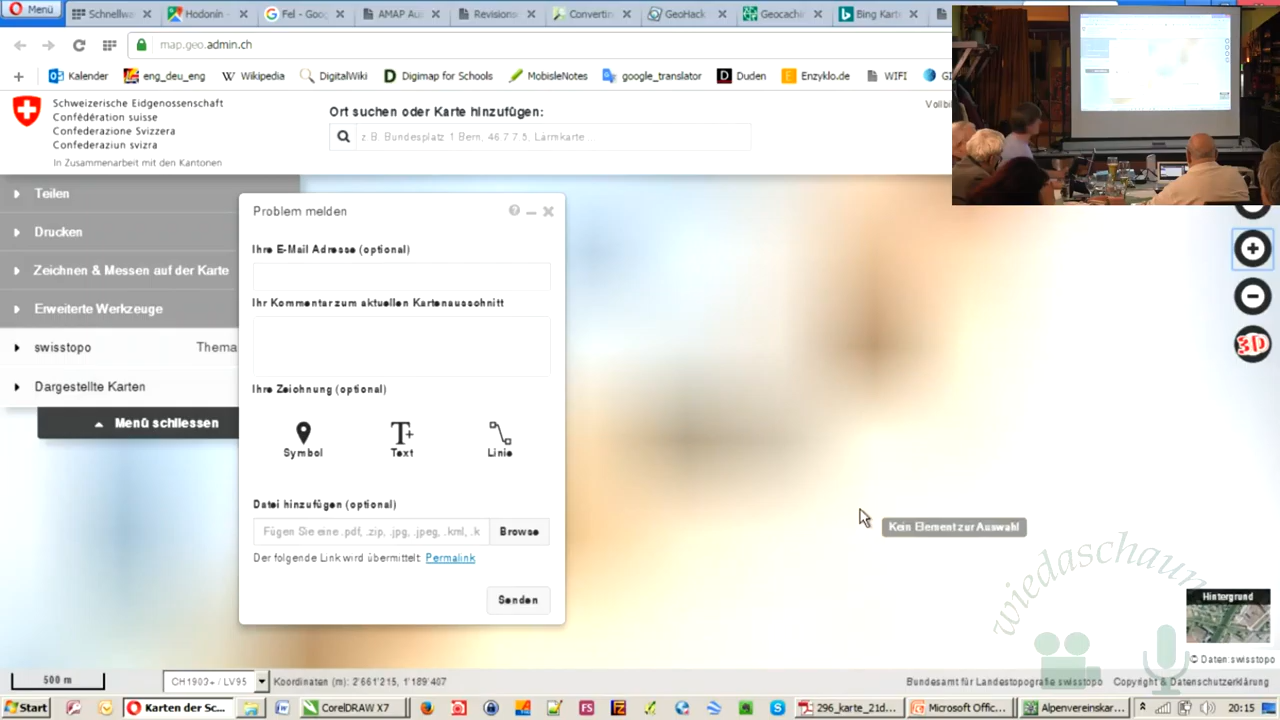 Menü
Schnellwa
Hodonín -
Fel - Goo
AMAP Au
Revisions
Convertin
GeoHack
Geocachi
Bing Kart
map.geo.admin.ch
Kalender
eng_deu_eng
Wikipedia
DigitalWiki
Digimap for Schools
MobisleNotes
google_translator
Duden
Enzyklo.de
WIFI
Schweizerische Eidgenossenschaft
Confédération suisse
Confederazione Svizzera
Confederaziun svizra
In Zusammenarbeit mit den Kantonen
Ort suchen oder Karte hinzufügen:
z.B. Bundesplatz 1 Bern, 46.7 7.5, Lärmkarte...
Vollbi
Teilen
Drucken
Zeichnen & Messen auf der Karte
Erweiterte Werkzeuge
swisstopo
Thema
Dargestellte Karten
Menü schliessen
Problem melden
Ihre E-Mail Adresse (optional)
Ihr Kommentar zum aktuellen Kartenausschnitt
Ihre Zeichnung (optional)
Symbol
Text
Linie
Datei hinzufügen (optional)
Fügen Sie eine .pdf, .zip, .jpg, .jpeg, .kml, .k
Browse
Der folgende Link wird übermittelt: Permalink
Senden
3D
Kein Element zur Auswahl
wiedaschaun
Hintergrund
© Daten:swisstopo
500 m
CH1903+ / LV95
Koordinaten (m): 2'661'215, 1'189'407
Bundesamt für Landestopografie swisstopo
Copyright & Datenschutzerklärung
Start
Karten der Sc...
CorelDRAW X7
296_karte_21d...
Microsoft Offic...
Alpenvereinskar...
20:15